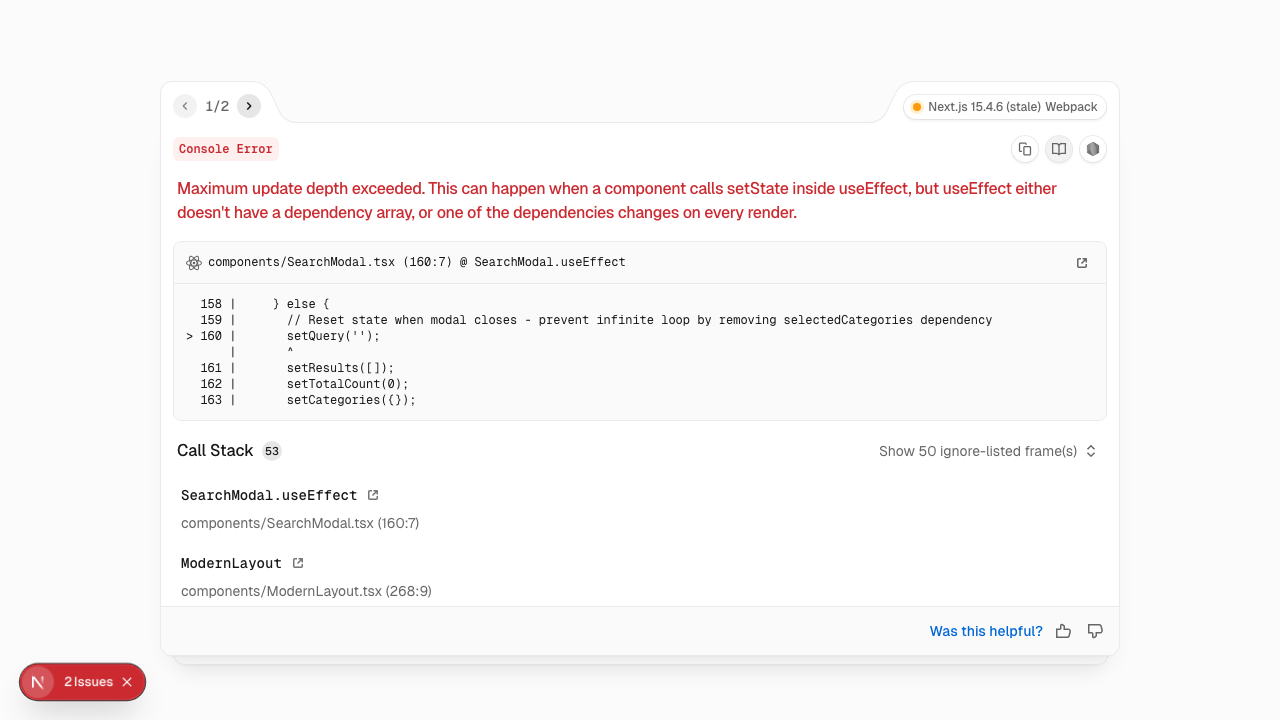 1/2
Next.js 15.4.6 (stale) Webpack
Console Error
Maximum update depth exceeded. This can happen when a component calls setState inside useEffect, but useEffect either
doesn't have a dependency array, or one of the dependencies changes on every render.
components/SearchModal.tsx (160:7) @ SearchModal.useEffect
158 |     } else {
159 |       // Reset state when modal closes - prevent infinite loop by removing selectedCategories dependency
> 160 |       setQuery('');
|       ^
161 |       setResults([]);
162 |       setTotalCount(0);
163 |       setCategories({});
Call Stack 53
Show 50 ignore-listed frame(s)
SearchModal.useEffect
components/SearchModal.tsx (160:7)
ModernLayout
components/ModernLayout.tsx (268:9)
Was this helpful?
N 2 Issues